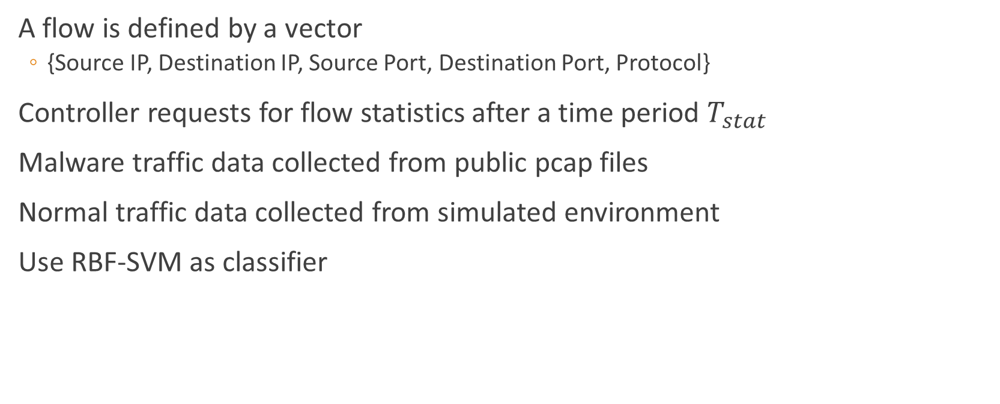 A flow is defined by a vector
◦ {Source IP, Destination IP, Source Port, Destination Port, Protocol}
Controller requests for flow statistics after a time period T_stat
Malware traffic data collected from public pcap files
Normal traffic data collected from simulated environment
Use RBF-SVM as classifier